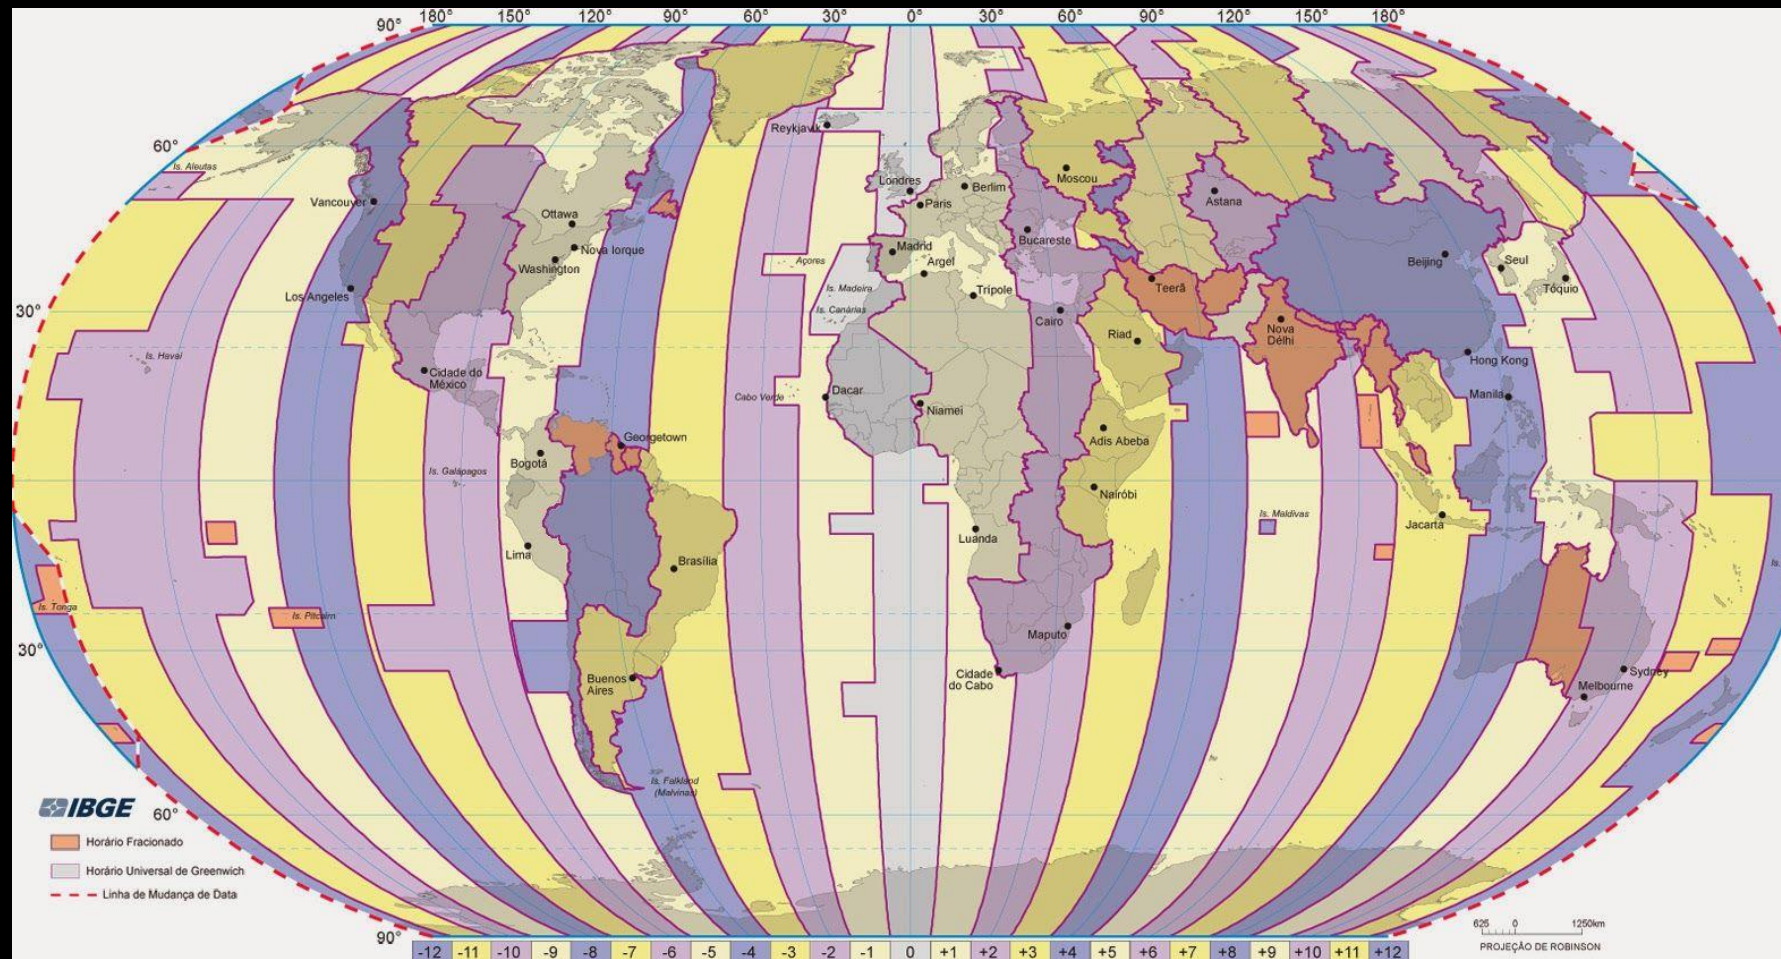 180° 150° 120° 90° 60° 30° 0° 30° 60° 90° 120° 150° 180°
90°
60°
30°
0°
30°
60°
90°
Is. Aleutas
Reykjavik
Vancouver
Ottawa
Nova Iorque
Washington
Los Angeles
Is. Havaí
Cidade do
México
Londres
Berlim
Paris
Moscou
Astana
Madrid
Bucareste
Argel
Açores
Is. Madeira
Is. Canárias
Trípole
Cairo
Teerã
Riad
Nova
Délhi
Beijing
Seul
Tóquio
Hong Kong
Manila
Cabo Verde
Dacar
Niamei
Adis Abeba
Georgetown
Bogotá
Is. Galápagos
Nairóbi
Is. Maldivas
Jacarta
Luanda
Lima
Brasília
Is. Tonga
Is. Pitcairn
Is.
Maputo
Cidade
do Cabo
Buenos
Aires
Sydney
Melbourne
Is. Falkland
(Malvinas)
IBGE
Horário Fracionado
Horário Universal de Greenwich
Linha de Mudança de Data
625 0 1250km
PROJEÇÃO DE ROBINSON
-12 -11 -10 -9 -8 -7 -6 -5 -4 -3 -2 -1 0 +1 +2 +3 +4 +5 +6 +7 +8 +9 +10 +11 +12